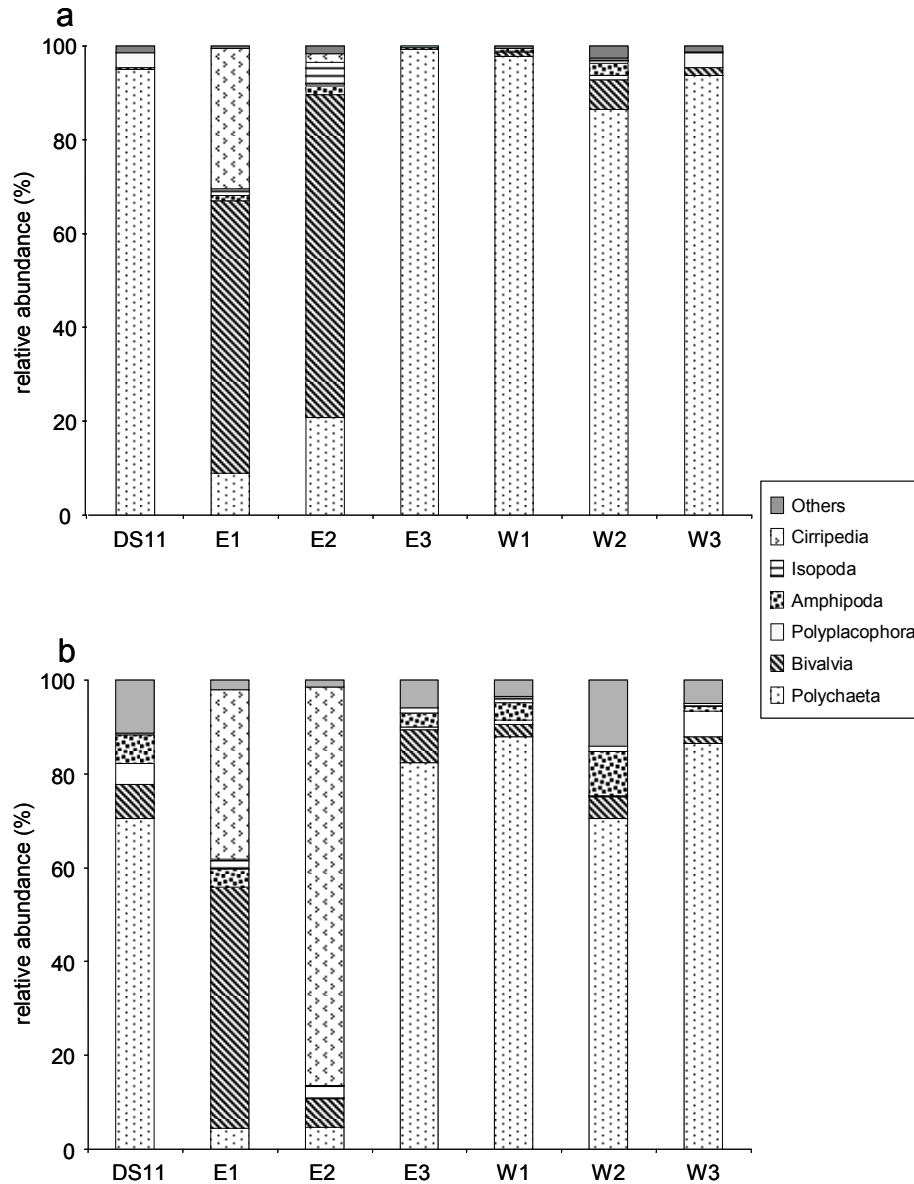 a
relative abundance (%)
100
80
60
40
20
0
DS11 E1 E2 E3 W1 W2 W3
Others
Cirripedia
Isopoda
Amphipoda
Polyplacophora
Bivalvia
Polychaeta
b
relative abundance (%)
100
80
60
40
20
0
DS11 E1 E2 E3 W1 W2 W3